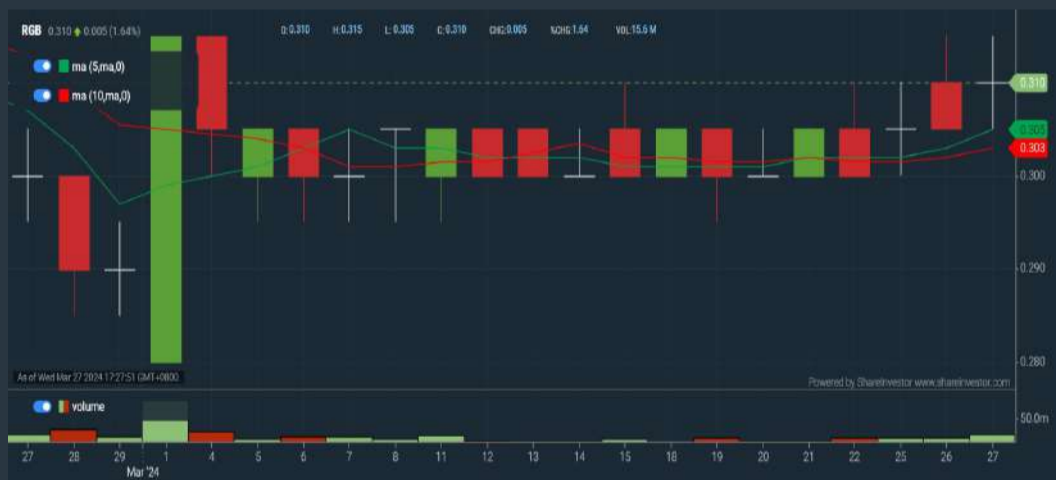 RGB 0.310 0.005 (1.64%) O:0.310 H:0.315 L: 0.305 C:0.310 CHG:0.005 %CHG:1.64 VOL:15.6 M
ma (5,ma,0)
ma (10,ma,0)
0.310
0.305
0.303
0.300
0.290
0.280
As of Wed Mar 27 2024 17:27:51 GMT+0800
Powered by ShareInvestor www.shareinvestor.com
volume
50.0m
27 28 29 1 4 5 6 7 8 11 12 13 14 15 18 19 20 21 22 25 26 27
Mar '24